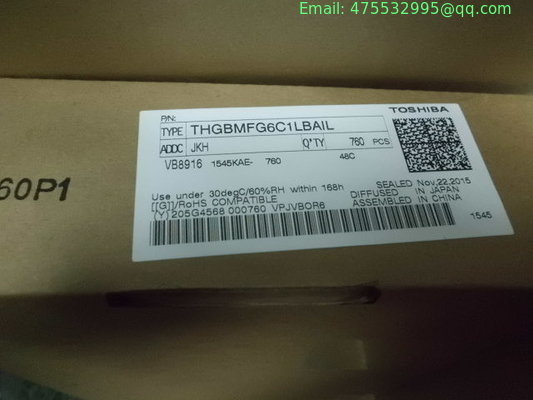 Email: 475532995@qq.com
TOSHIBA
P/N:
TYPE THGBMFG6C1LBAIL
ADDC JKH Q'TY 760 PCS
VB8916 1545KAE- 760 48C
Use under 30degC/60%RH within 168h
SEALED Nov.22.2015
[[G]]/RoHS COMPATIBLE
DIFFUSED IN JAPAN
(Y)205G4568 000760 VPJVBOR6
ASSEMBLED IN CHINA
1545
60P1